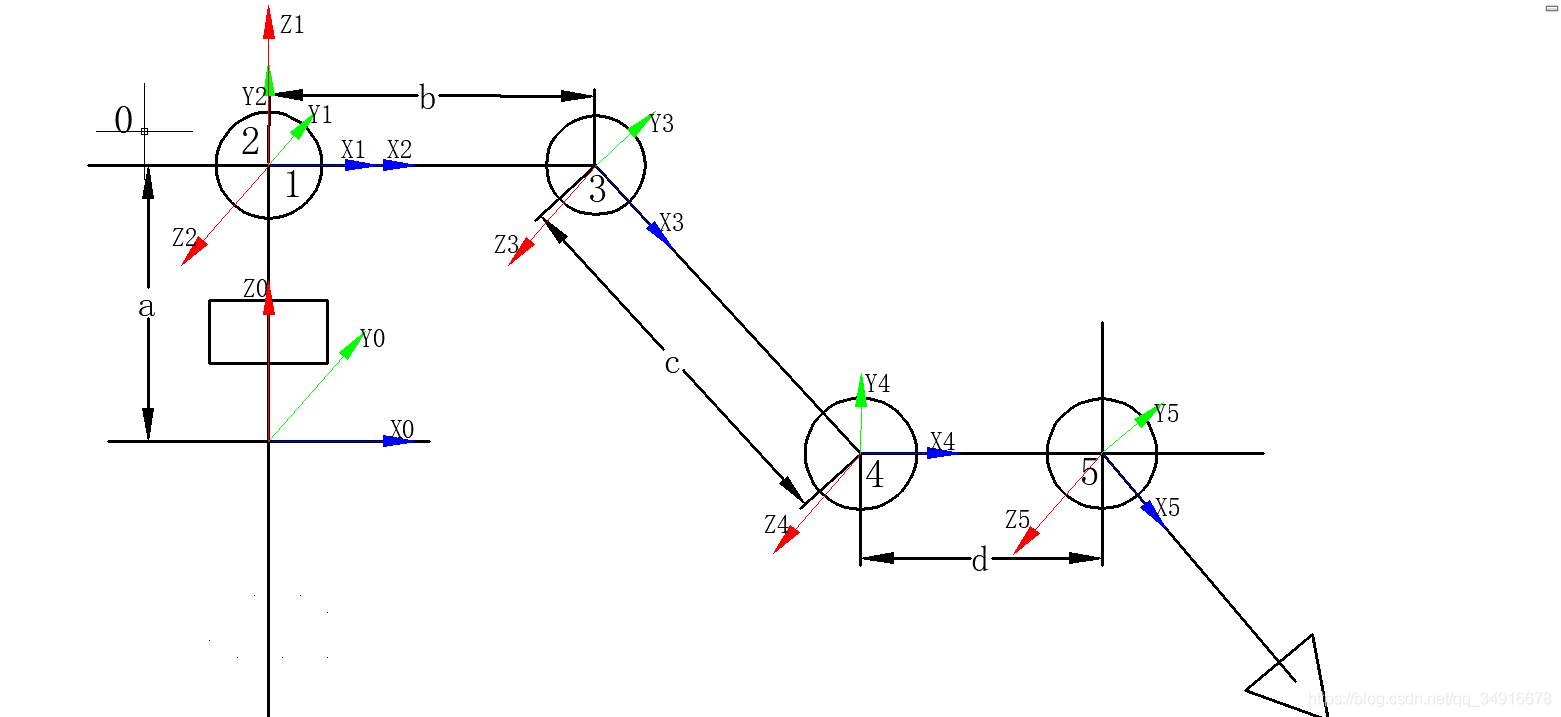 Z1
Y2
b
Y1
0
2
X1
X2
Y3
1
3
X3
Z2
Z3
Z0
a
Y0
c
X0
Y4
X4
Y5
4
5
Z4
Z5
X5
d
https://blog.csdn.net/qq_34916678